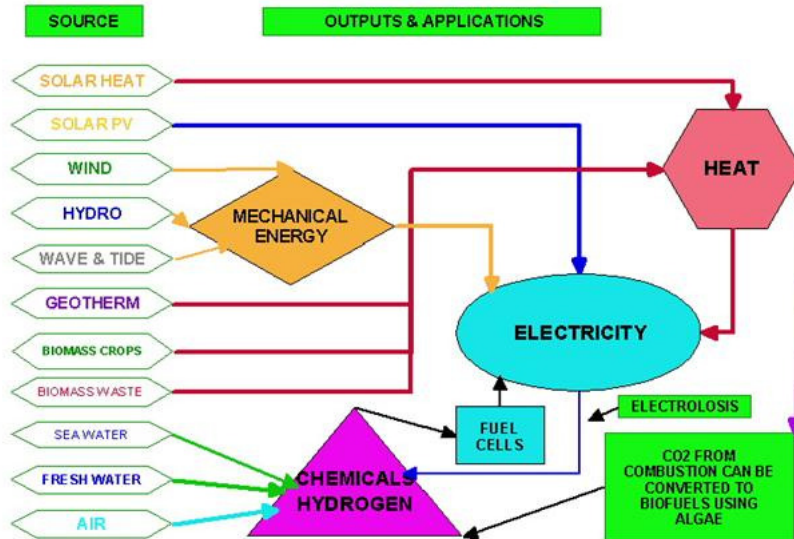 SOURCE
OUTPUTS & APPLICATIONS
SOLAR HEAT
SOLAR PV
WIND
HYDRO
WAVE & TIDE
GEOTHERM
BIOMASS CROPS
BIOMASS WASTE
SEA WATER
FRESH WATER
AIR
MECHANICAL
ENERGY
HEAT
ELECTRICITY
FUEL
CELLS
ELECTROLOSIS
CHEMICALS
HYDROGEN
CO2 FROM
COMBUSTION CAN BE
CONVERTED TO
BIOFUELS USING
ALGAE